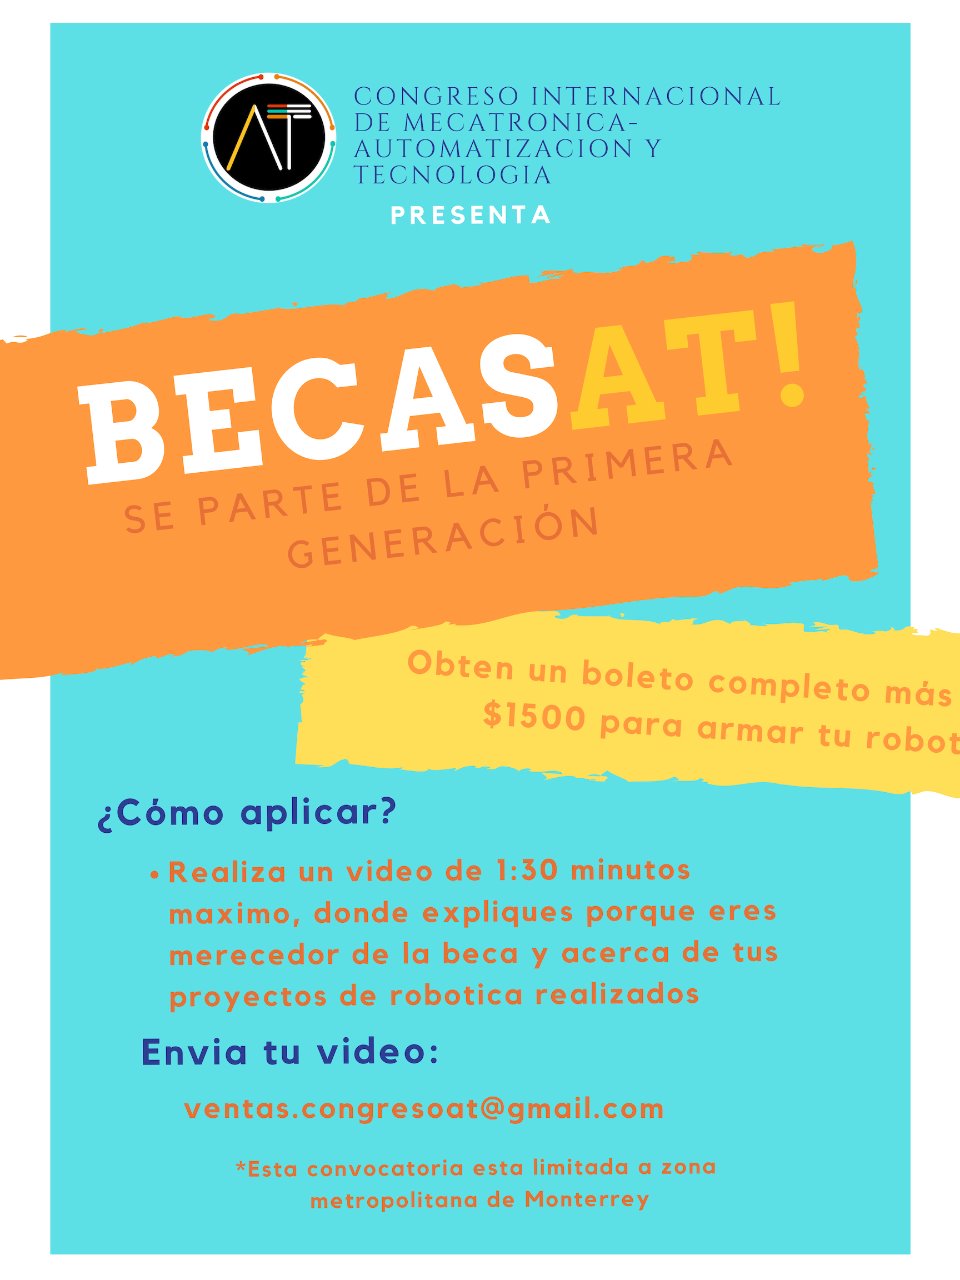 AT
CONGRESO INTERNACIONAL
DE MECATRONICA-
AUTOMATIZACION Y
TECNOLOGIA
PRESENTA
BECASAT!
SE PARTE DE LA PRIMERA
GENERACIÓN
Obten un boleto completo más
$1500 para armar tu robot
¿Cómo aplicar?
• Realiza un video de 1:30 minutos
maximo, donde expliques porque eres
merecedor de la beca y acerca de tus
proyectos de robotica realizados
Envia tu video:
ventas.congresoat@gmail.com
*Esta convocatoria esta limitada a zona
metropolitana de Monterrey